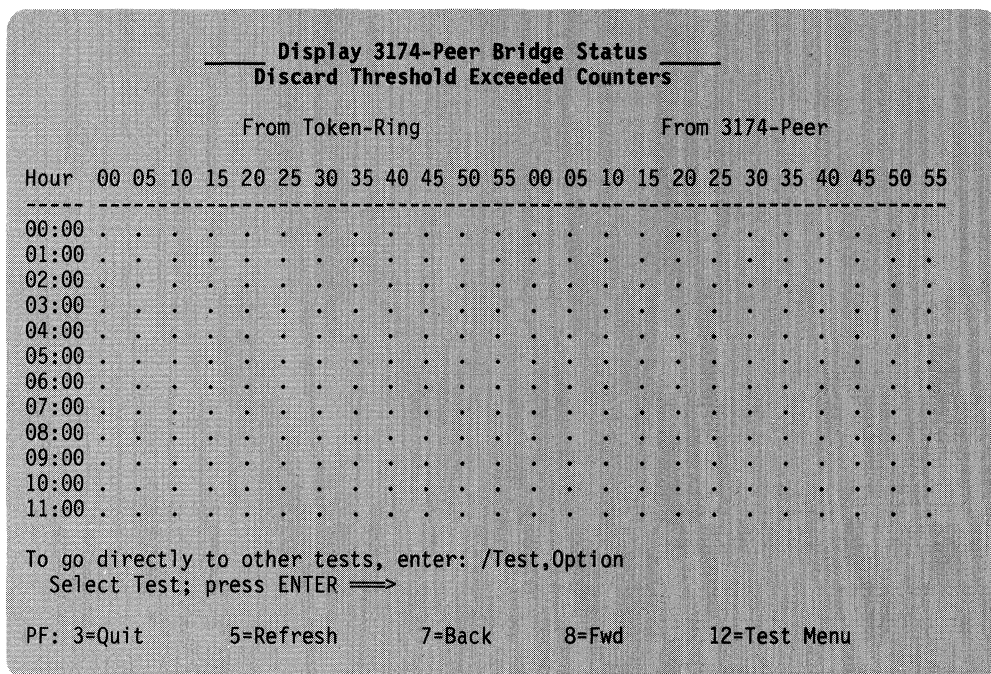 _____ Display 3174-Peer Bridge Status _____
Discard Threshold Exceeded Counters
From Token-Ring From 3174-Peer
Hour 00 05 10 15 20 25 30 35 40 45 50 55 00 05 10 15 20 25 30 35 40 45 50 55
----- -----------------------------------------------------------------------
00:00 . . . . . . . . . . . . . . . . . . . . . . . .
01:00 . . . . . . . . . . . . . . . . . . . . . . . .
02:00 . . . . . . . . . . . . . . . . . . . . . . . .
03:00 . . . . . . . . . . . . . . . . . . . . . . . .
04:00 . . . . . . . . . . . . . . . . . . . . . . . .
05:00 . . . . . . . . . . . . . . . . . . . . . . . .
06:00 . . . . . . . . . . . . . . . . . . . . . . . .
07:00 . . . . . . . . . . . . . . . . . . . . . . . .
08:00 . . . . . . . . . . . . . . . . . . . . . . . .
09:00 . . . . . . . . . . . . . . . . . . . . . . . .
10:00 . . . . . . . . . . . . . . . . . . . . . . . .
11:00 . . . . . . . . . . . . . . . . . . . . . . . .
To go directly to other tests, enter: /Test,Option
Select Test; press ENTER ===>
PF: 3=Quit 5=Refresh 7=Back 8=Fwd 12=Test Menu